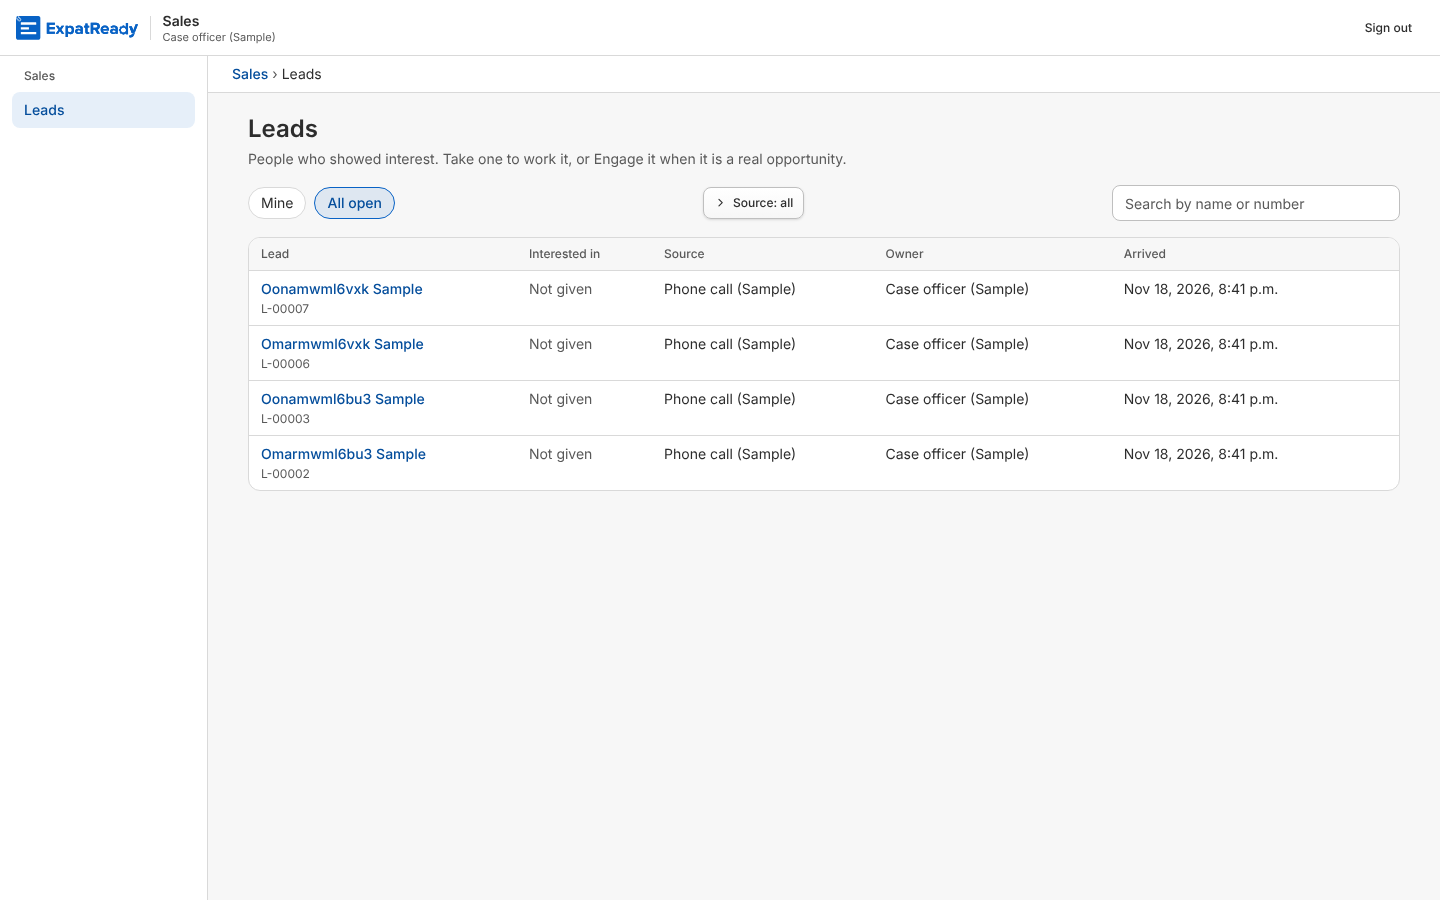 ExpatReady
Sales
Case officer (Sample)
Sign out
Sales
Leads
Sales › Leads
Leads
People who showed interest. Take one to work it, or Engage it when it is a real opportunity.
Mine
All open
Source: all
Search by name or number
Lead Interested in Source Owner Arrived
Oonamwml6vxk Sample Not given Phone call (Sample) Case officer (Sample) Nov 18, 2026, 8:41 p.m.
L-00007
Omarmwml6vxk Sample Not given Phone call (Sample) Case officer (Sample) Nov 18, 2026, 8:41 p.m.
L-00006
Oonamwml6bu3 Sample Not given Phone call (Sample) Case officer (Sample) Nov 18, 2026, 8:41 p.m.
L-00003
Omarmwml6bu3 Sample Not given Phone call (Sample) Case officer (Sample) Nov 18, 2026, 8:41 p.m.
L-00002